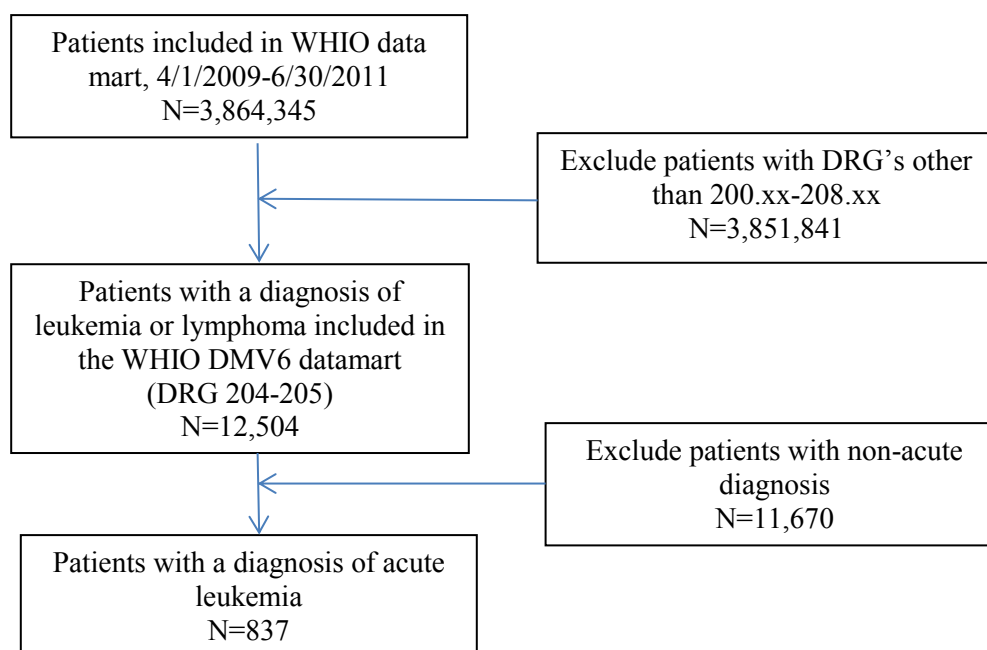 Patients included in WHIO data
mart, 4/1/2009-6/30/2011
N=3,864,345
Exclude patients with DRG’s other
than 200.xx-208.xx
N=3,851,841
Patients with a diagnosis of
leukemia or lymphoma included in
the WHIO DMV6 datamart
(DRG 204-205)
N=12,504
Exclude patients with non-acute
diagnosis
N=11,670
Patients with a diagnosis of acute
leukemia
N=837